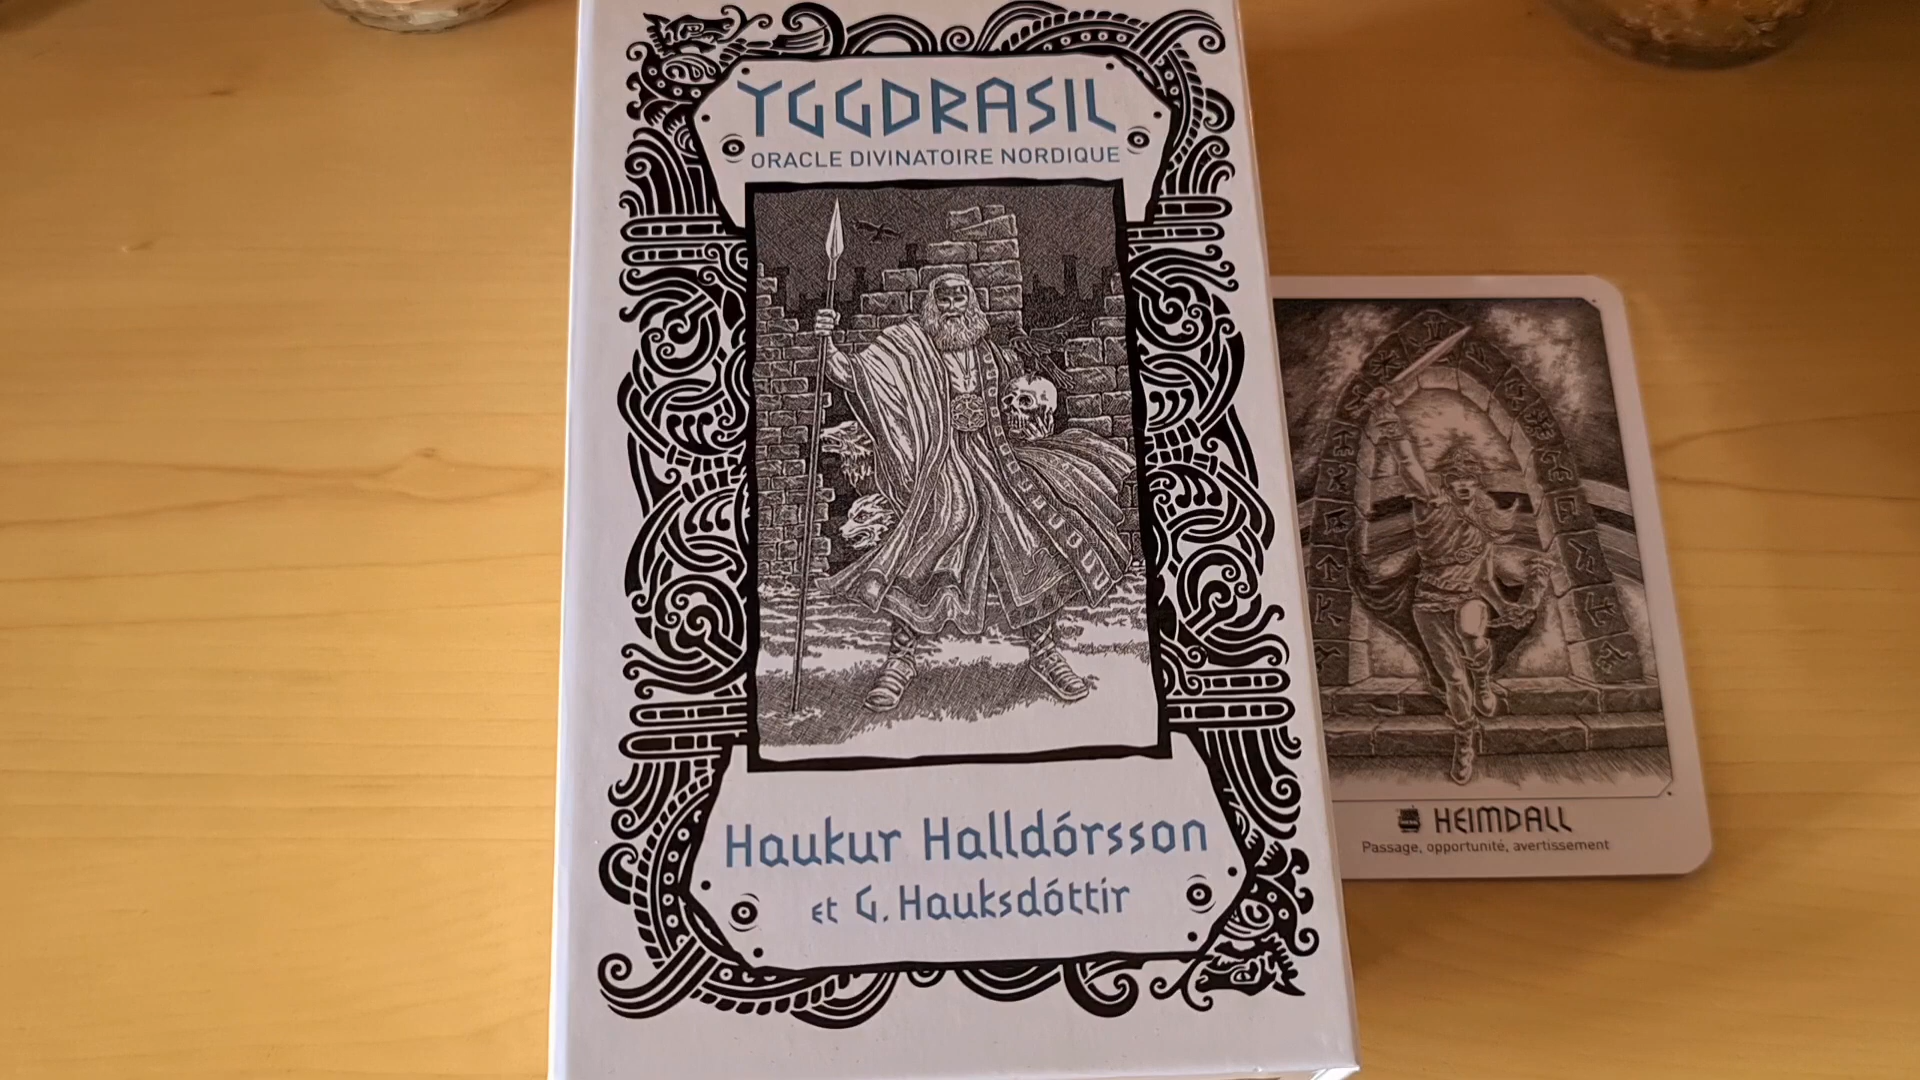 YGGDRASIL
ORACLE DIVINATOIRE NORDIQUE
Haukur Halldórsson
et G. Hauksdóttir
HEIMDALL
Passage, opportunité, avertissement